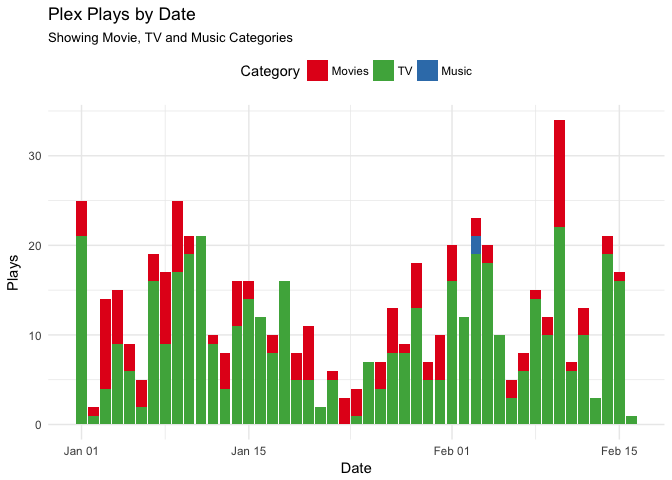 Plex Plays by Date
Showing Movie, TV and Music Categories
Category Movies TV Music
30
20
10
0
Plays
Jan 01 Jan 15 Feb 01 Feb 15
Date